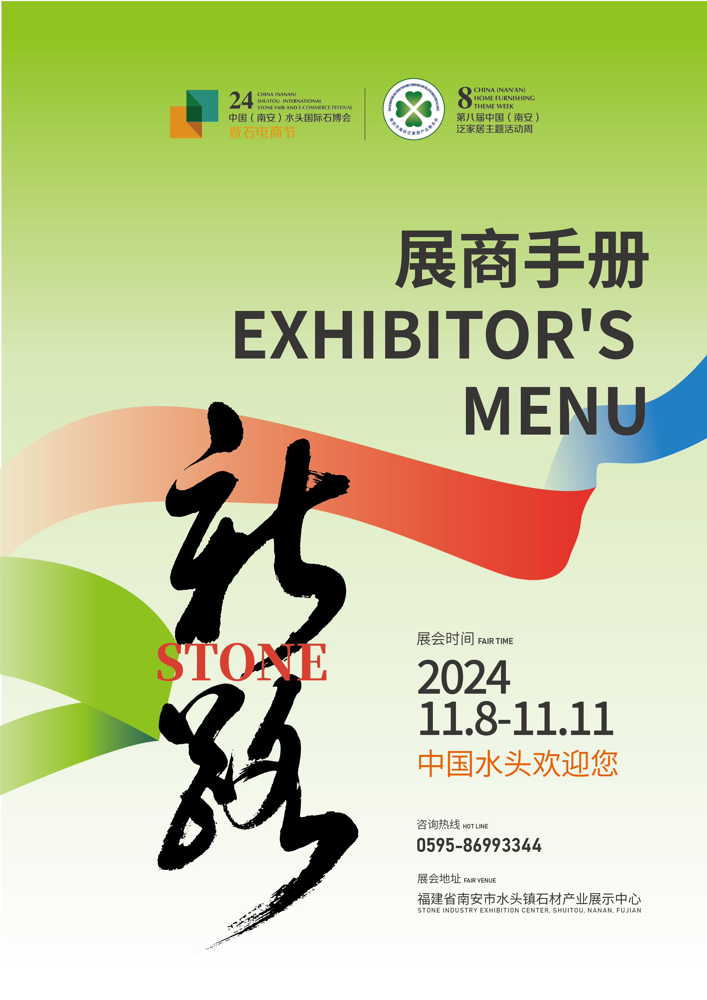 24
CHINA (NANAN)
SHUITOU INTERNATIONAL
STONE FAIR AND E-COMMERCE FESTIVAL
中国（南安）水头国际石博会
暨石电商节
NAN'AN MARITIME SILK ROAD FUN HOME FURNISHING AND RELATED INDUSTRIES ALLIANCE
南安市海丝泛家居产业联合会
8
CHINA (NAN'AN)
HOME FURNISHING
THEME WEEK
第八届中国（南安）
泛家居主题活动周
展商手册
EXHIBITOR'S
MENU
新
STONE
路
展会时间 FAIR TIME
2024
11.8-11.11
中国水头欢迎您
咨询热线 HOT LINE
0595-86993344
展会地址 FAIR VENUE
福建省南安市水头镇石材产业展示中心
STONE INDUSTRY EXHIBITION CENTER, SHUITOU, NANAN, FUJIAN